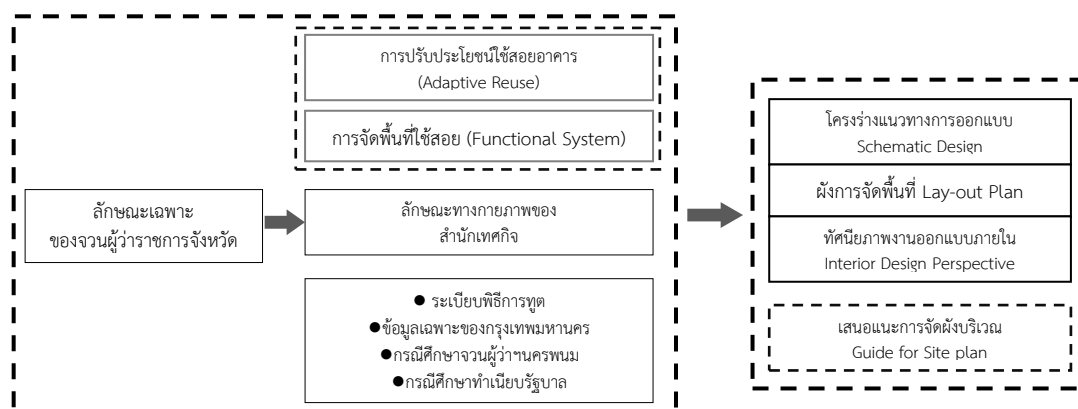 การปรับประโยชน์ใช้สอยอาคาร
(Adaptive Reuse)
การจัดพื้นที่ใช้สอย (Functional System)
ลักษณะเฉพาะ
ของจวนผู้ว่าราชการจังหวัด
ลักษณะทางกายภาพของ
สำนักเทศกิจ
● ระเบียบพิธีการทูต
●ข้อมูลเฉพาะของกรุงเทพมหานคร
●กรณีศึกษาจวนผู้ว่าฯนครพนม
●กรณีศึกษาทำเนียบรัฐบาล
โครงร่างแนวทางการออกแบบ
Schematic Design
ผังการจัดพื้นที่ Lay-out Plan
ทัศนียภาพงานออกแบบภายใน
Interior Design Perspective
เสนอแนะการจัดผังบริเวณ
Guide for Site plan